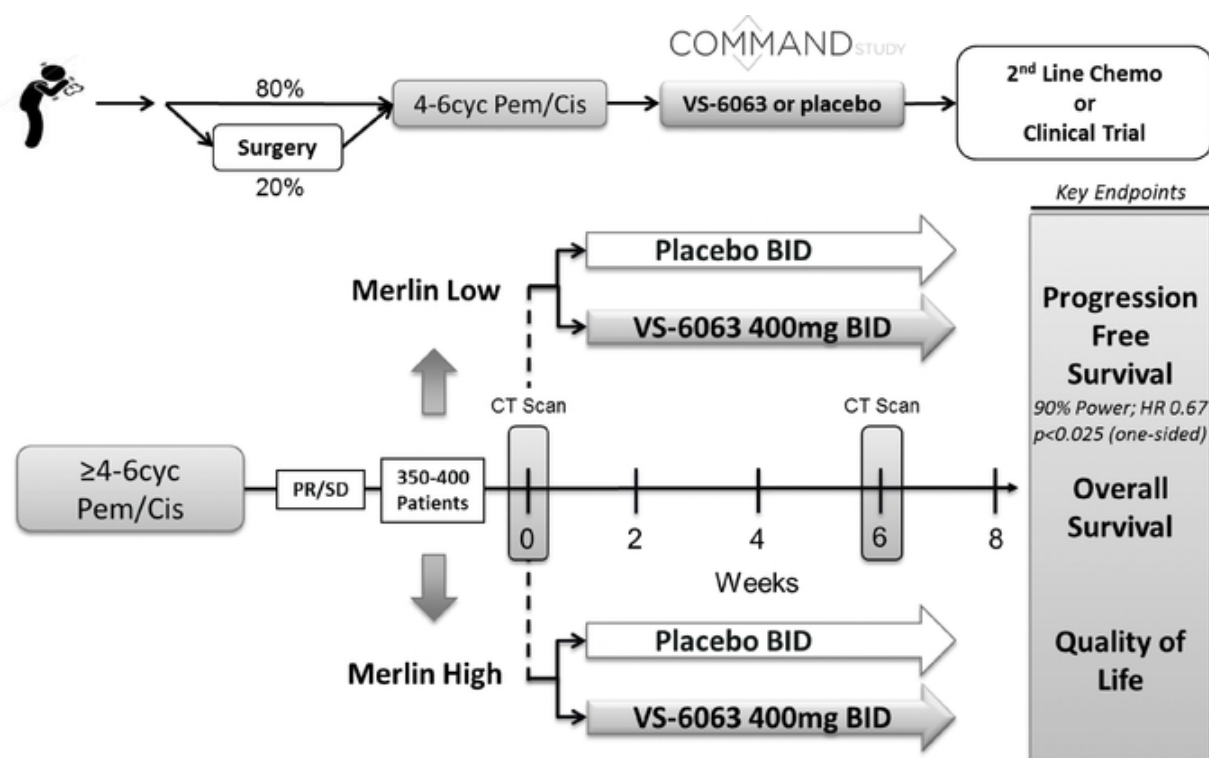 COMMAND STUDY
80%
4-6cyc Pem/Cis
VS-6063 or placebo
2nd Line Chemo
or
Clinical Trial
Surgery
20%
Key Endpoints
Placebo BID
Merlin Low
VS-6063 400mg BID
Progression
Free
Survival
90% Power; HR 0.67
p<0.025 (one-sided)
CT Scan
CT Scan
≥4-6cyc
Pem/Cis
PR/SD
350-400
Patients
0
2
4
6
8
Weeks
Overall
Survival
Placebo BID
Merlin High
VS-6063 400mg BID
Quality of
Life